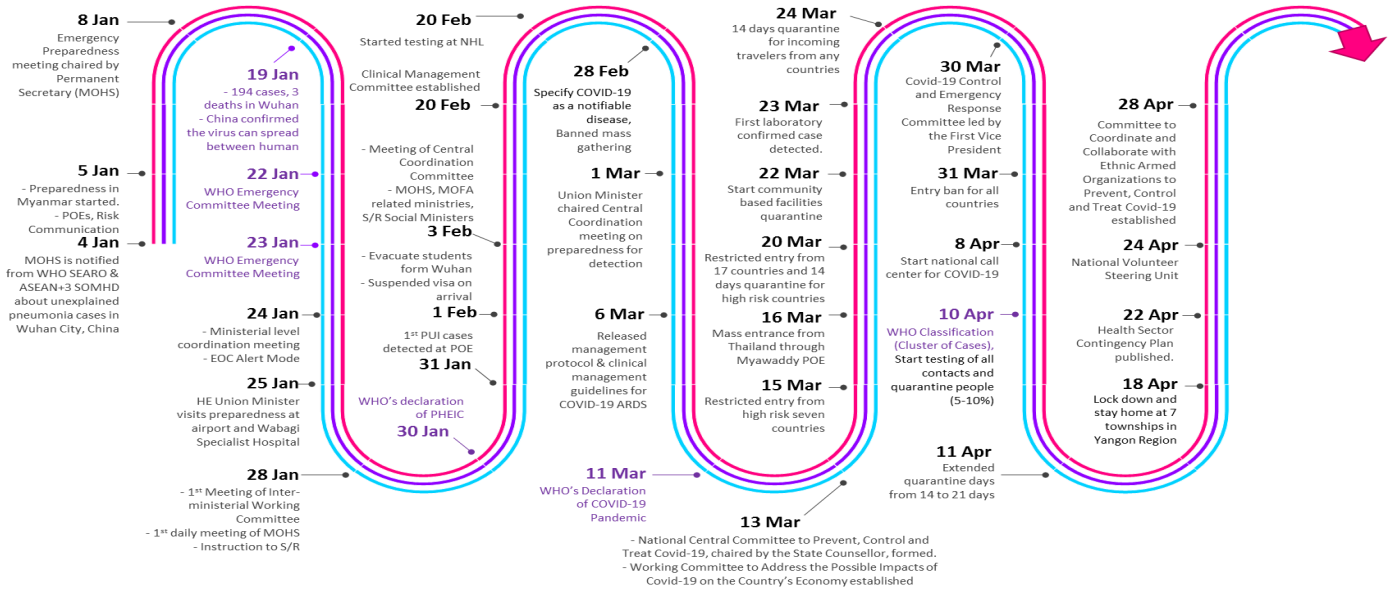 8 Jan
Emergency
Preparedness
meeting chaired by
Permanent
Secretary (MOHS)
5 Jan
- Preparedness in
Myanmar started.
- POEs, Risk
Communication
4 Jan
MOHS is notified
from WHO SEARO &
ASEAN+3 SOMHD
about unexplained
pneumonia cases in
Wuhan City, China
19 Jan
- 194 cases, 3
deaths in Wuhan
- China confirmed
the virus can spread
between human
22 Jan
WHO Emergency
Committee Meeting
23 Jan
WHO Emergency
Committee Meeting
24 Jan
- Ministerial level
coordination meeting
- EOC Alert Mode
25 Jan
HE Union Minister
visits preparedness at
airport and Wabagi
Specialist Hospital
28 Jan
- 1st Meeting of Inter-
ministerial Working
Committee
- 1st daily meeting of MOHS
- Instruction to S/R
20 Feb
Started testing at NHL
Clinical Management
Committee established
20 Feb
- Meeting of Central
Coordination
Committee
- MOHS, MOFA
related ministries,
S/R Social Ministers
3 Feb
- Evacuate students
form Wuhan
- Suspended visa on
arrival
1 Feb
1st PUI cases
detected at POE
31 Jan
WHO's declaration
of PHEIC
30 Jan
28 Feb
Specify COVID-19
as a notifiable
disease,
Banned mass
gathering
1 Mar
Union Minister
chaired Central
Coordination
meeting on
preparedness for
detection
6 Mar
Released
management
protocol & clinical
management
guidelines for
COVID-19 ARDS
11 Mar
WHO's Declaration
of COVID-19
Pandemic
13 Mar
- National Central Committee to Prevent, Control and
Treat Covid-19, chaired by the State Counsellor, formed.
- Working Committee to Address the Possible Impacts of
Covid-19 on the Country's Economy established
24 Mar
14 days quarantine
for incoming
travelers from any
countries
23 Mar
First laboratory
confirmed case
detected.
22 Mar
Start community
based facilities
quarantine
20 Mar
Restricted entry from
17 countries and 14
days quarantine for
high risk countries
16 Mar
Mass entrance from
Thailand through
Myawaddy POE
15 Mar
Restricted entry from
high risk seven
countries
30 Mar
Covid-19 Control
and Emergency
Response
Committee led by
the First Vice
President
31 Mar
Entry ban for all
countries
8 Apr
Start national call
center for COVID-19
10 Apr
WHO Classification
(Cluster of Cases),
Start testing of all
contacts and
quarantine people
(5-10%)
11 Apr
Extended
quarantine days
from 14 to 21 days
28 Apr
Committee to
Coordinate and
Collaborate with
Ethnic Armed
Organizations to
Prevent, Control
and Treat Covid-19
established
24 Apr
National Volunteer
Steering Unit
22 Apr
Health Sector
Contingency Plan
published.
18 Apr
Lock down and
stay home at 7
townships in
Yangon Region